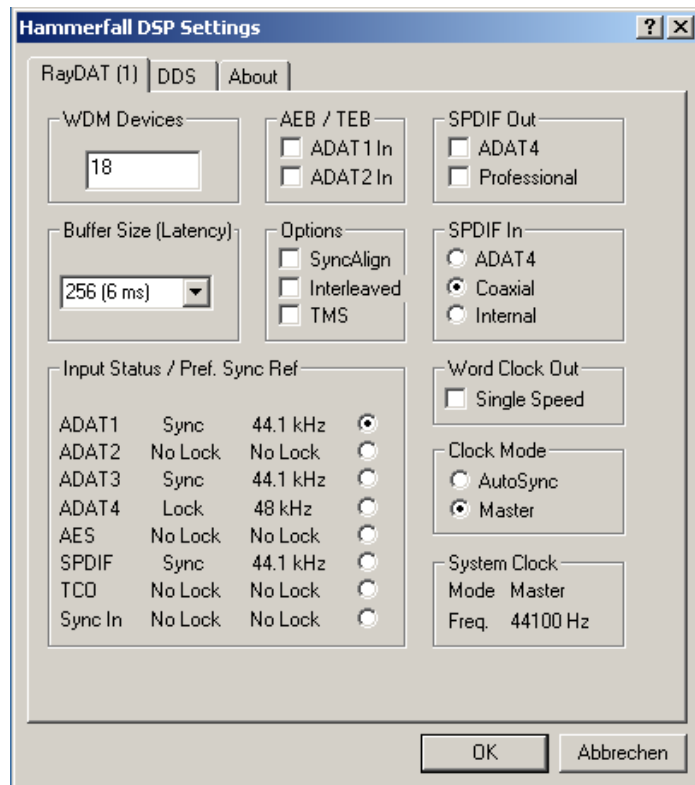 Hammerfall DSP Settings
RayDAT (1) DDS About
WDM Devices
18
AEB / TEB
ADAT1 In
ADAT2 In
SPDIF Out
ADAT4
Professional
Buffer Size (Latency)
256 (6 ms)
Options
SyncAlign
Interleaved
TMS
SPDIF In
ADAT4
Coaxial
Internal
Input Status / Pref. Sync Ref
ADAT1 Sync 44.1 kHz
ADAT2 No Lock No Lock
ADAT3 Sync 44.1 kHz
ADAT4 Lock 48 kHz
AES No Lock No Lock
SPDIF Sync 44.1 kHz
TCO No Lock No Lock
Sync In No Lock No Lock
Word Clock Out
Single Speed
Clock Mode
AutoSync
Master
System Clock
Mode Master
Freq. 44100 Hz
OK Abbrechen